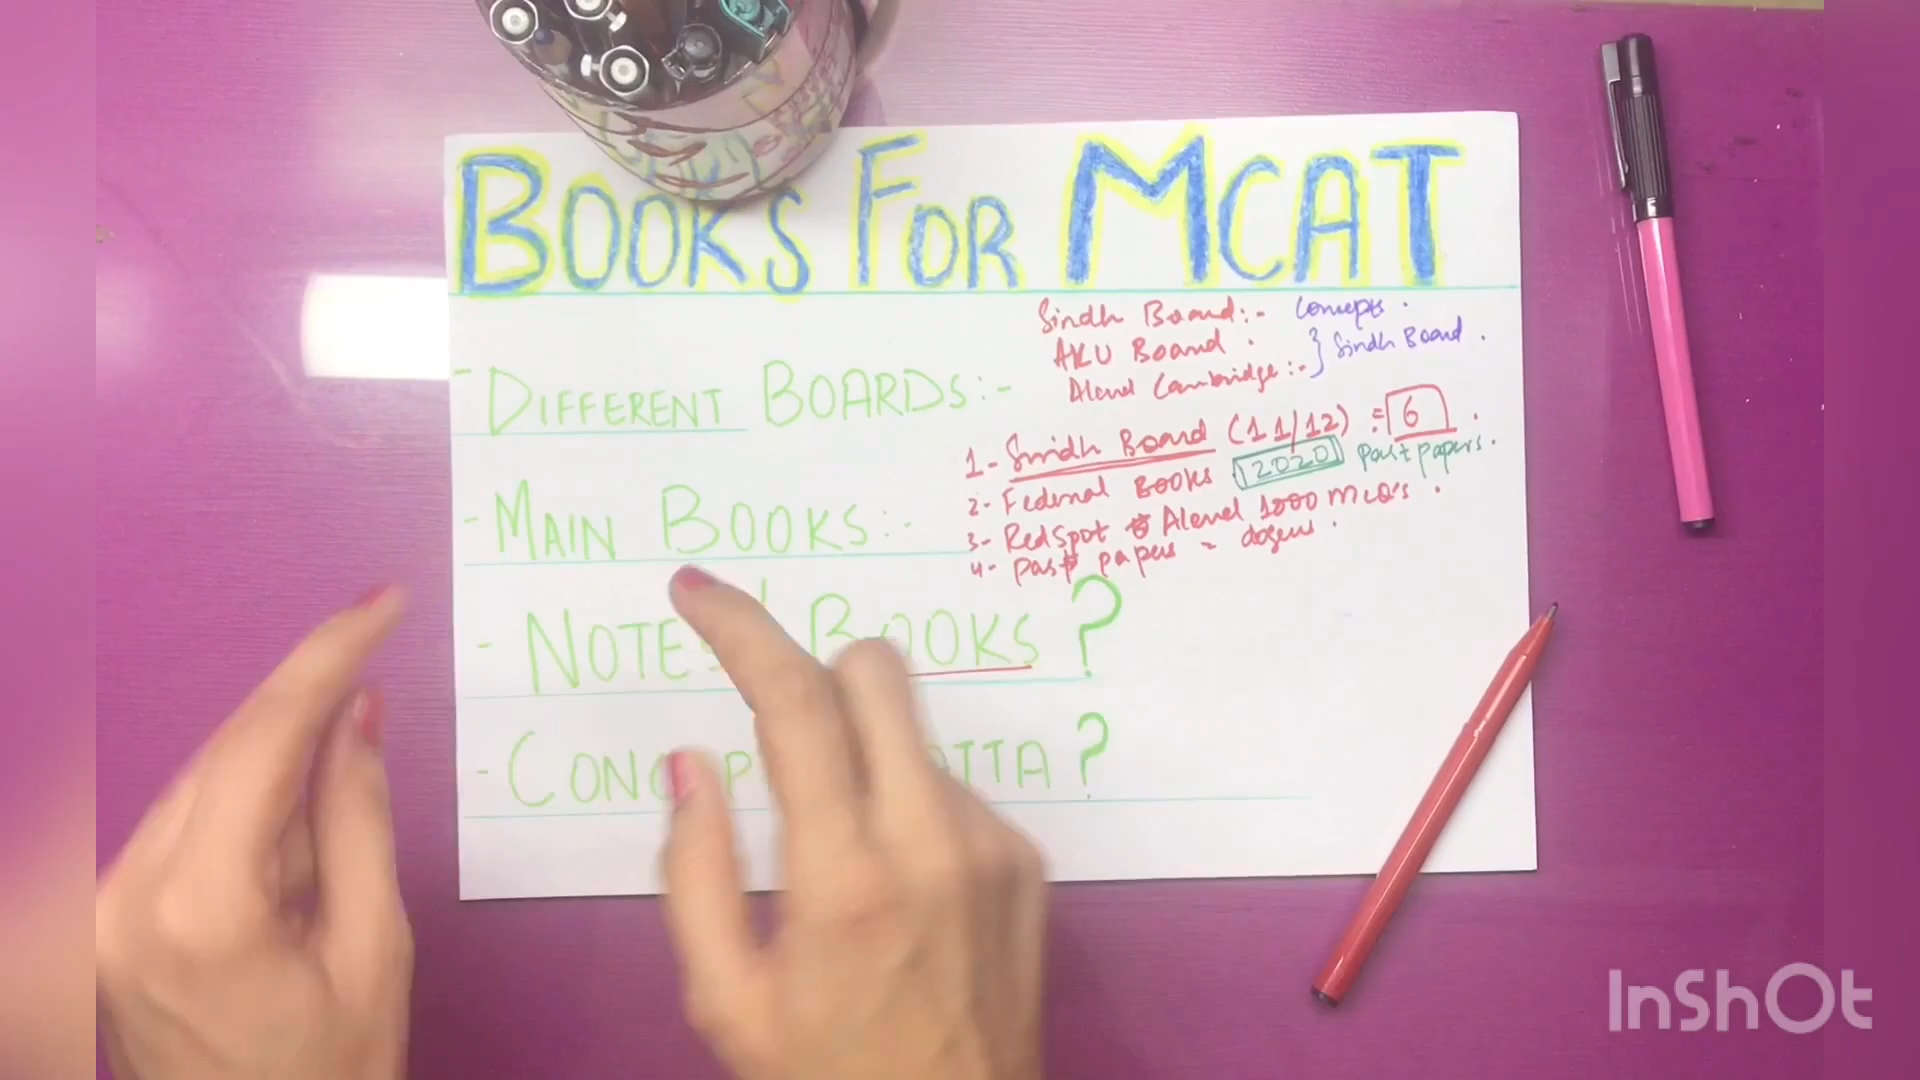 BOOKS FOR MCAT
Sindh Board:- Concepts.
AKU Board.
Alevel Cambridge:- } Sindh Board.
- DIFFERENT BOARDS:-
1- Sindh Board (11/12) = 6.
2- Federal Books 2020 past papers.
3- Redspot Alevel 1000 MCQ's.
4- past papers - dogers.
- MAIN BOOKS:-
- NOTES BOOKS?
-
?
InShOt